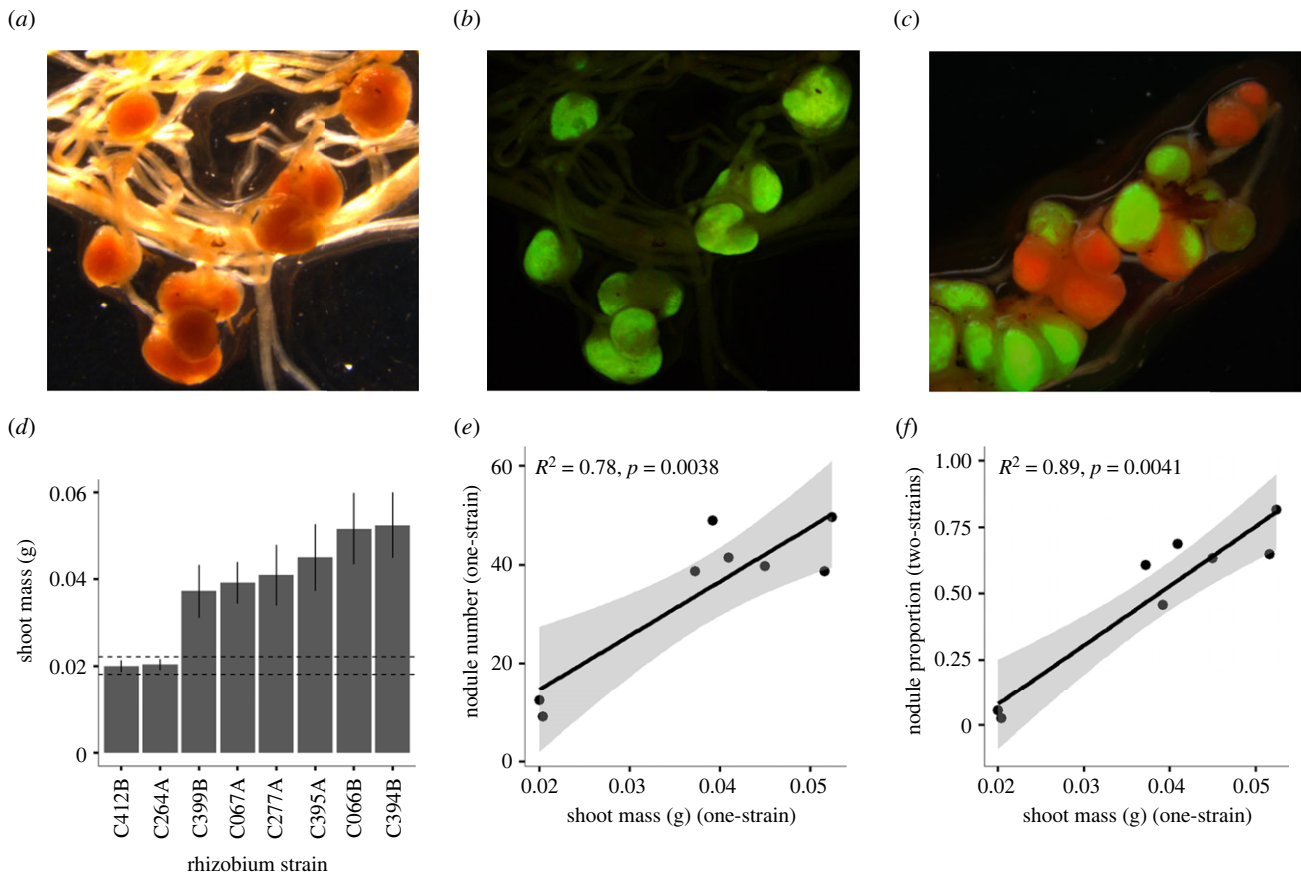 (a)
(b)
(c)
(d)
shoot mass (g)
0.06
0.04
0.02
0
C412B
C264A
C399B
C067A
C277A
C395A
C066B
C394B
rhizobium strain
(e)
nodule number (one-strain)
R² = 0.78, p = 0.0038
60
40
20
0
0.02 0.03 0.04 0.05
shoot mass (g) (one-strain)
(f)
nodule proportion (two-strains)
R² = 0.89, p = 0.0041
1.00
0.75
0.50
0.25
0
0.02 0.03 0.04 0.05
shoot mass (g) (one-strain)